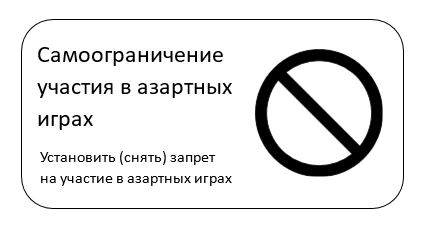 Самоограничение
участия в азартных
играх
Установить (снять) запрет
на участие в азартных играх